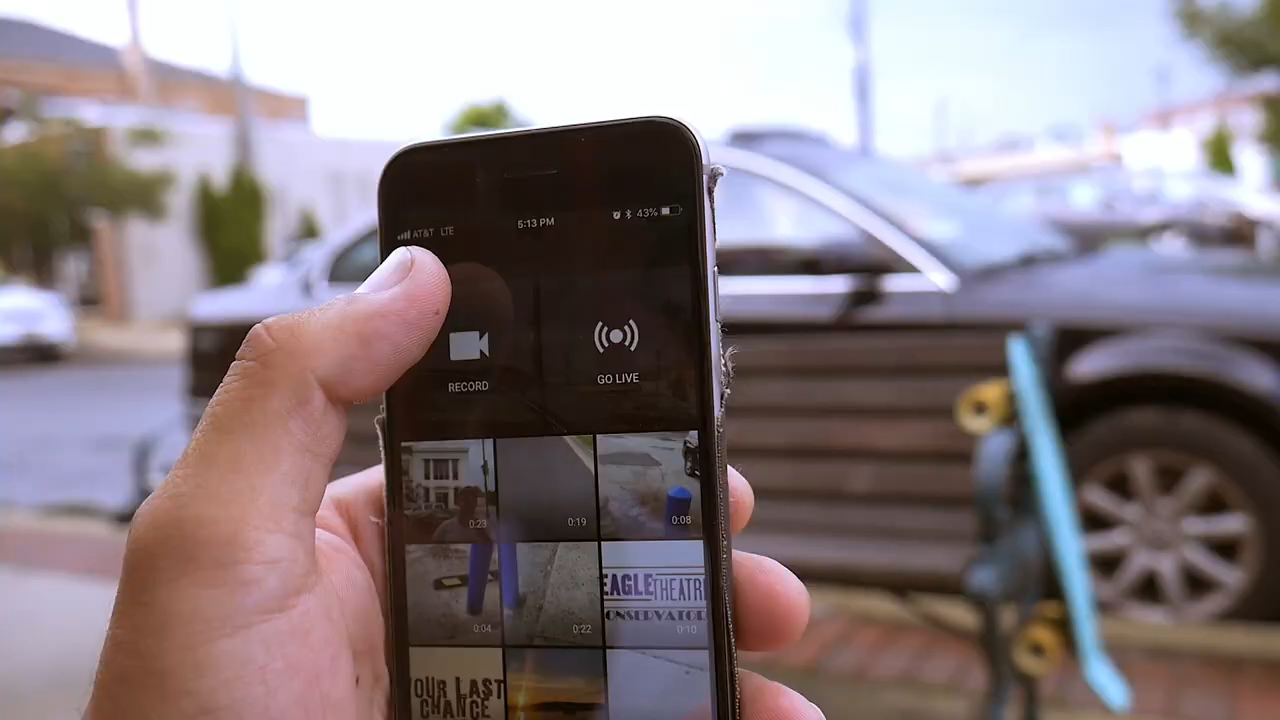 AT&T LTE 5:13 PM 43%
RECORD GO LIVE
0:23 0:19 0:08
EAGLE THEATRE
CONSERVATOR
0:04 0:22 0:10
OUR LAST
CHANCE